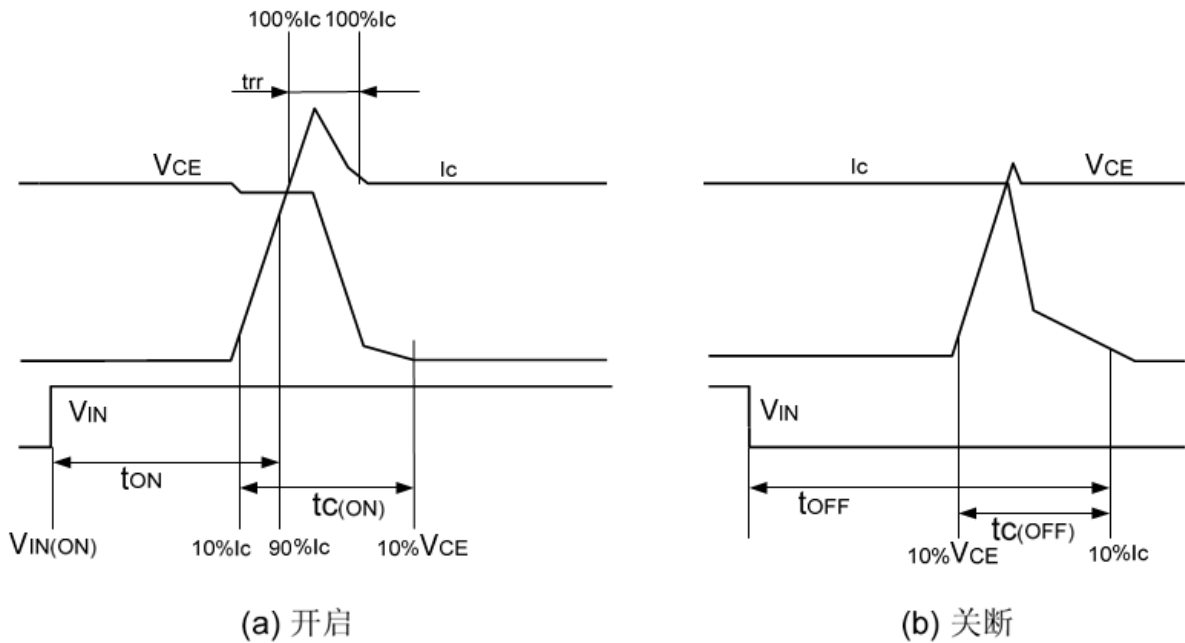 100%Ic 100%Ic
trr
VCE
Ic
VIN
tON
tC(ON)
VIN(ON)
10%Ic 90%Ic 10%VCE
(a) 开启
Ic
VCE
VIN
tOFF
tC(OFF)
10%VCE
10%Ic
(b) 关断